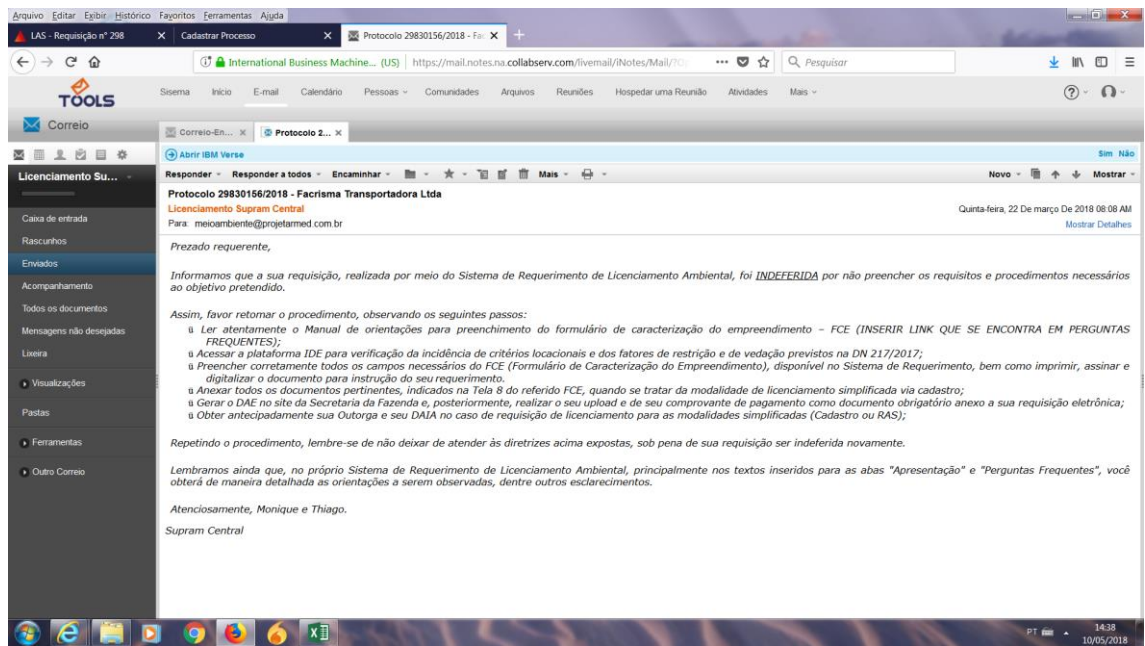 Arquivo Editar Exibir Histórico Favoritos Ferramentas Ajuda
LAS - Requisição n° 298 Cadastrar Processo Protocolo 29830156/2018 - Fac
International Business Machine... (US) https://mail.notes.na.collabserv.com/livemail/iNotes/Mail/?O Pesquisar
TOOLS Sisema Início E-mail Calendário Pessoas Comunidades Arquivos Reuniões Hospedar uma Reunião Atividades Mais
Correio Correio-En... Protocolo 2...
Abrir IBM Verse Sim Não
Licenciamento Su... Responder Responder a todos Encaminhar Mais Novo Mostrar
Protocolo 29830156/2018 - Facrisma Transportadora Ltda
Licenciamento Supram Central Quinta-feira, 22 De março De 2018 08:08 AM
Para: meioambiente@projetarmed.com.br Mostrar Detalhes
Caixa de entrada
Rascunhos
Enviados
Acompanhamento
Todos os documentos
Mensagens não desejadas
Lixeira
Visualizações
Pastas
Ferramentas
Outro Correio
Prezado requerente,
Informamos que a sua requisição, realizada por meio do Sistema de Requerimento de Licenciamento Ambiental, foi INDEFERIDA por não preencher os requisitos e procedimentos necessários
ao objetivo pretendido.
Assim, favor retomar o procedimento, observando os seguintes passos:
ü Ler atentamente o Manual de orientações para preenchimento do formulário de caracterização do empreendimento – FCE (INSERIR LINK QUE SE ENCONTRA EM PERGUNTAS
FREQUENTES);
ü Acessar a plataforma IDE para verificação da incidência de critérios locacionais e dos fatores de restrição e de vedação previstos na DN 217/2017;
ü Preencher corretamente todos os campos necessários do FCE (Formulário de Caracterização do Empreendimento), disponível no Sistema de Requerimento, bem como imprimir, assinar e
digitalizar o documento para instrução do seu requerimento.
ü Anexar todos os documentos pertinentes, indicados na Tela 8 do referido FCE, quando se tratar da modalidade de licenciamento simplificada via cadastro;
ü Gerar o DAE no site da Secretaria da Fazenda e, posteriormente, realizar o seu upload e de seu comprovante de pagamento como documento obrigatório anexo a sua requisição eletrônica;
ü Obter antecipadamente sua Outorga e seu DAIA no caso de requisição de licenciamento para as modalidades simplificadas (Cadastro ou RAS);
Repetindo o procedimento, lembre-se de não deixar de atender às diretrizes acima expostas, sob pena de sua requisição ser indeferida novamente.
Lembramos ainda que, no próprio Sistema de Requerimento de Licenciamento Ambiental, principalmente nos textos inseridos para as abas "Apresentação" e "Perguntas Frequentes", você
obterá de maneira detalhada as orientações a serem observadas, dentre outros esclarecimentos.
Atenciosamente, Monique e Thiago.
Supram Central
PT 14:38
10/05/2018